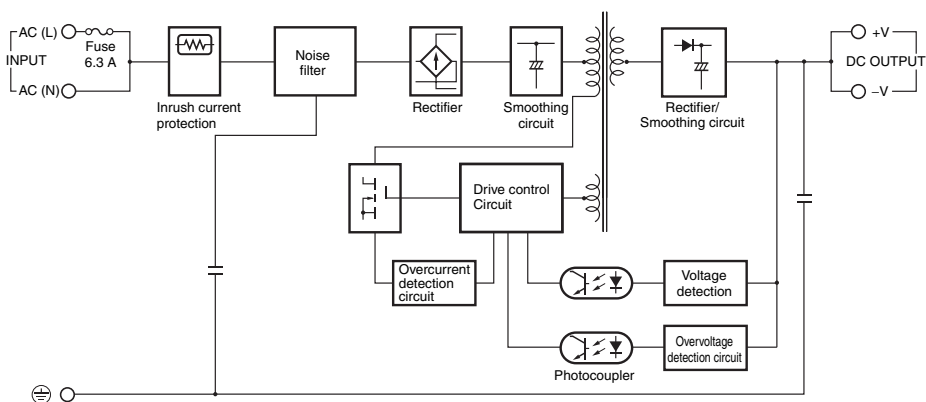 AC (L)
Fuse
6.3 A
INPUT
AC (N)
Inrush current
protection
Noise
filter
Rectifier
Smoothing
circuit
Rectifier/
Smoothing circuit
+V
DC OUTPUT
–V
Drive control
Circuit
Overcurrent
detection
circuit
Voltage
detection
Overvoltage
detection circuit
Photocoupler